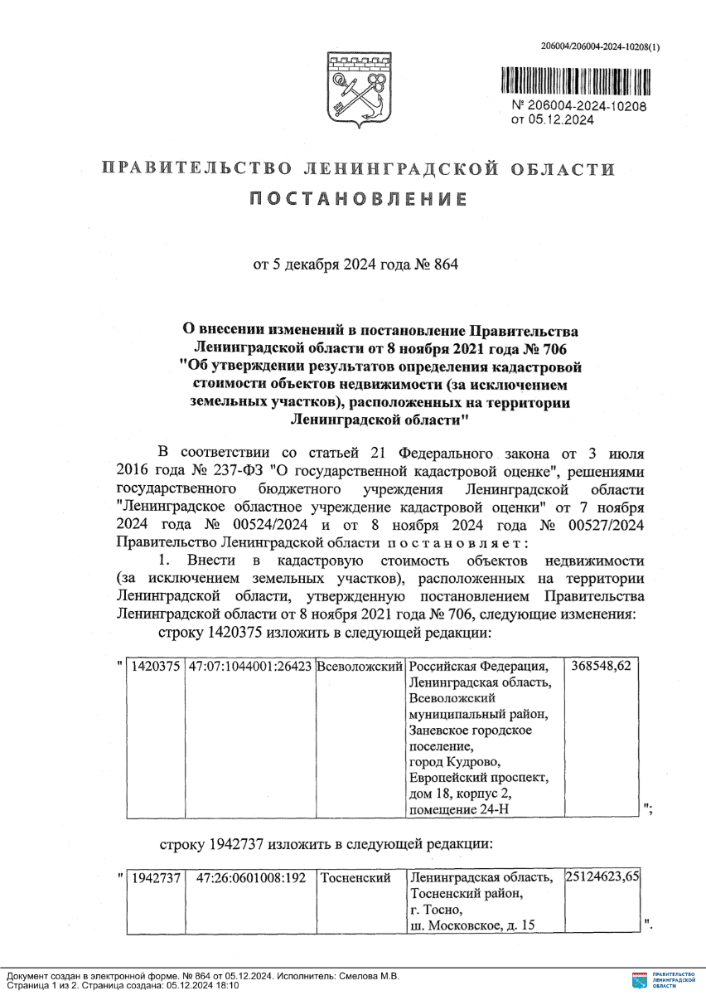 206004/206004-2024-10208(1)
№ 206004-2024-10208
от 05.12.2024
ПРАВИТЕЛЬСТВО ЛЕНИНГРАДСКОЙ ОБЛАСТИ
ПОСТАНОВЛЕНИЕ
от 5 декабря 2024 года № 864
О внесении изменений в постановление Правительства
Ленинградской области от 8 ноября 2021 года № 706
"Об утверждении результатов определения кадастровой
стоимости объектов недвижимости (за исключением
земельных участков), расположенных на территории
Ленинградской области"
В соответствии со статьей 21 Федерального закона от 3 июля
2016 года № 237-ФЗ "О государственной кадастровой оценке", решениями
государственного бюджетного учреждения Ленинградской области
"Ленинградское областное учреждение кадастровой оценки" от 7 ноября
2024 года № 00524/2024 и от 8 ноября 2024 года № 00527/2024
Правительство Ленинградской области п о с т а н о в л я е т :
1. Внести в кадастровую стоимость объектов недвижимости
(за исключением земельных участков), расположенных на территории
Ленинградской области, утвержденную постановлением Правительства
Ленинградской области от 8 ноября 2021 года № 706, следующие изменения:
строку 1420375 изложить в следующей редакции:
" 1420375 47:07:1044001:26423 Всеволожский Российская Федерация, 368548,62
Ленинградская область,
Всеволожский
муниципальный район,
Заневское городское
поселение,
город Кудрово,
Европейский проспект,
дом 18, корпус 2,
помещение 24-Н ";
строку 1942737 изложить в следующей редакции:
" 1942737 47:26:0601008:192 Тосненский Ленинградская область, 25124623,65
Тосненский район,
г. Тосно,
ш. Московское, д. 15 ".
Документ создан в электронной форме. № 864 от 05.12.2024. Исполнитель: Смелова М.В.
Страница 1 из 2. Страница создана: 05.12.2024 18:10
ПРАВИТЕЛЬСТВО
ЛЕНИНГРАДСКОЙ
ОБЛАСТИ